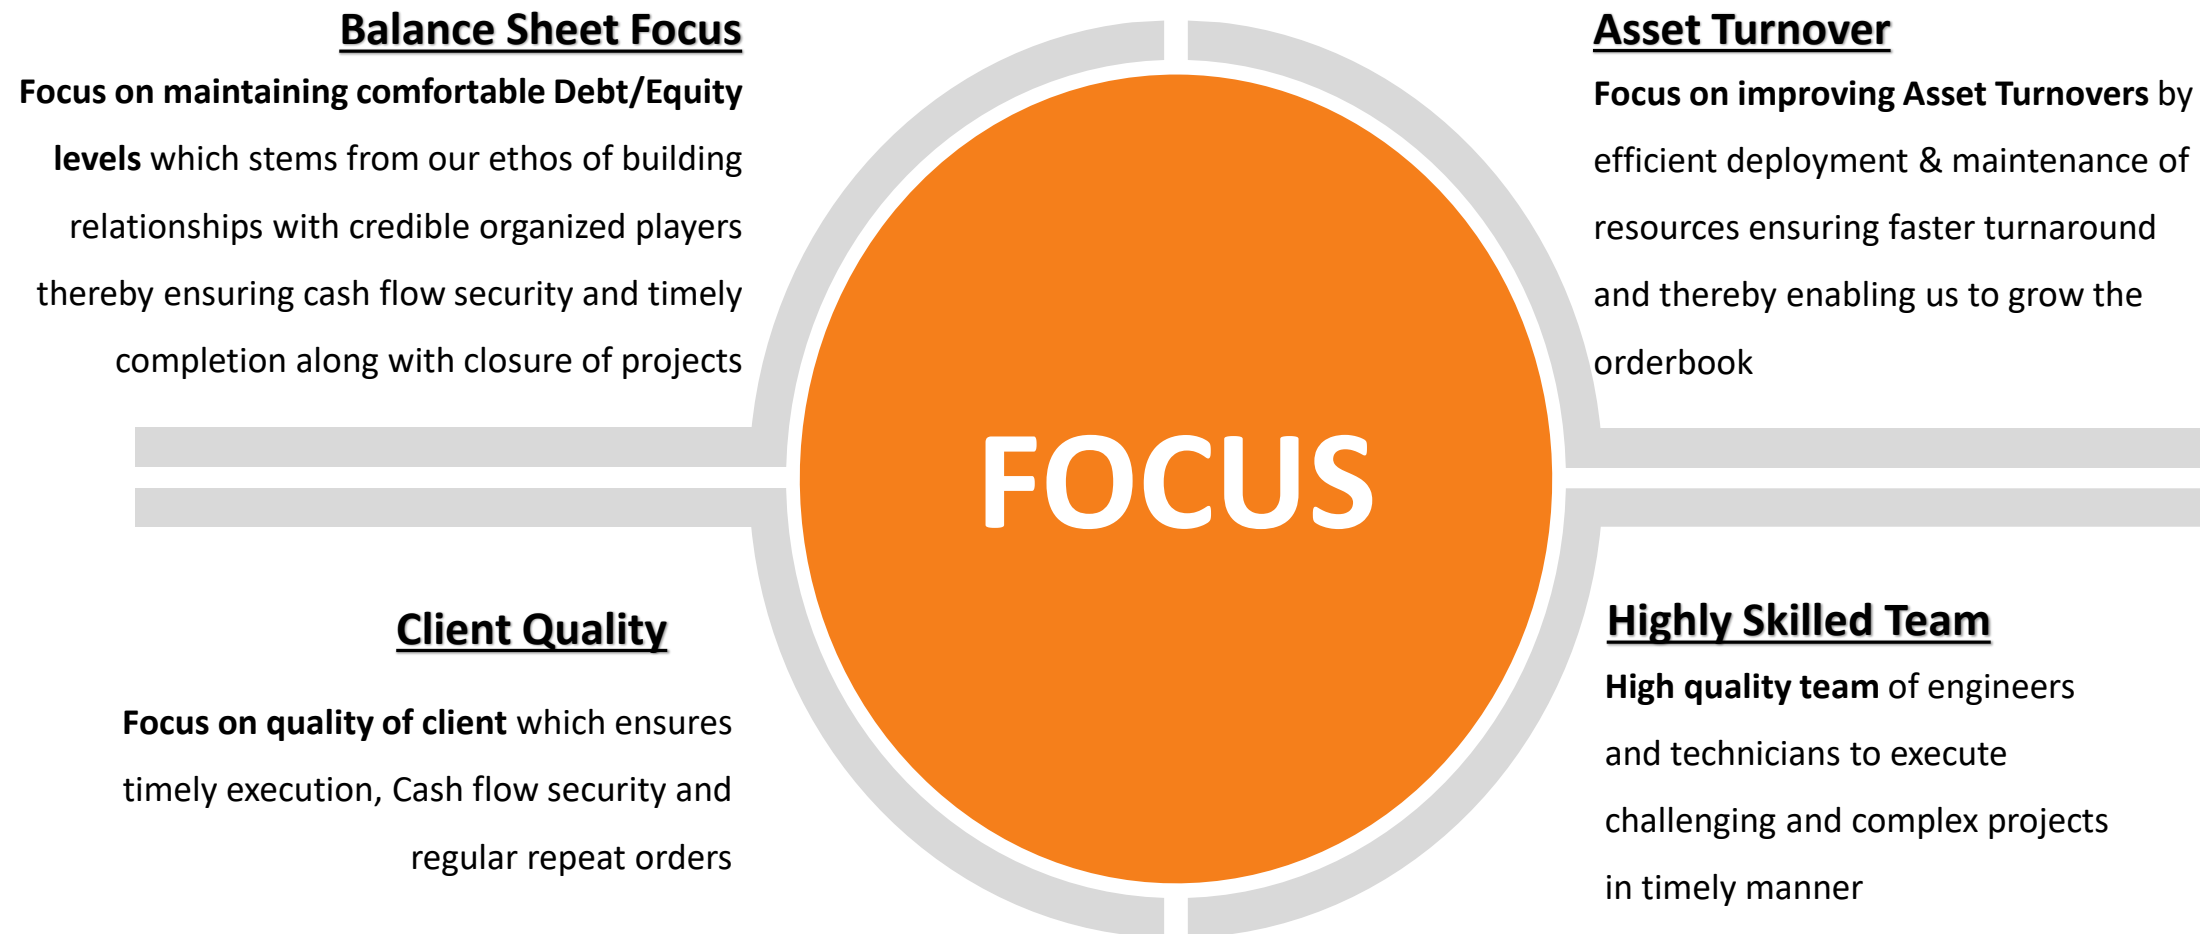 Balance Sheet Focus
Focus on maintaining comfortable Debt/Equity
levels which stems from our ethos of building
relationships with credible organized players
thereby ensuring cash flow security and timely
completion along with closure of projects
Asset Turnover
Focus on improving Asset Turnovers by
efficient deployment & maintenance of
resources ensuring faster turnaround
and thereby enabling us to grow the
orderbook
FOCUS
Client Quality
Focus on quality of client which ensures
timely execution, Cash flow security and
regular repeat orders
Highly Skilled Team
High quality team of engineers
and technicians to execute
challenging and complex projects
in timely manner